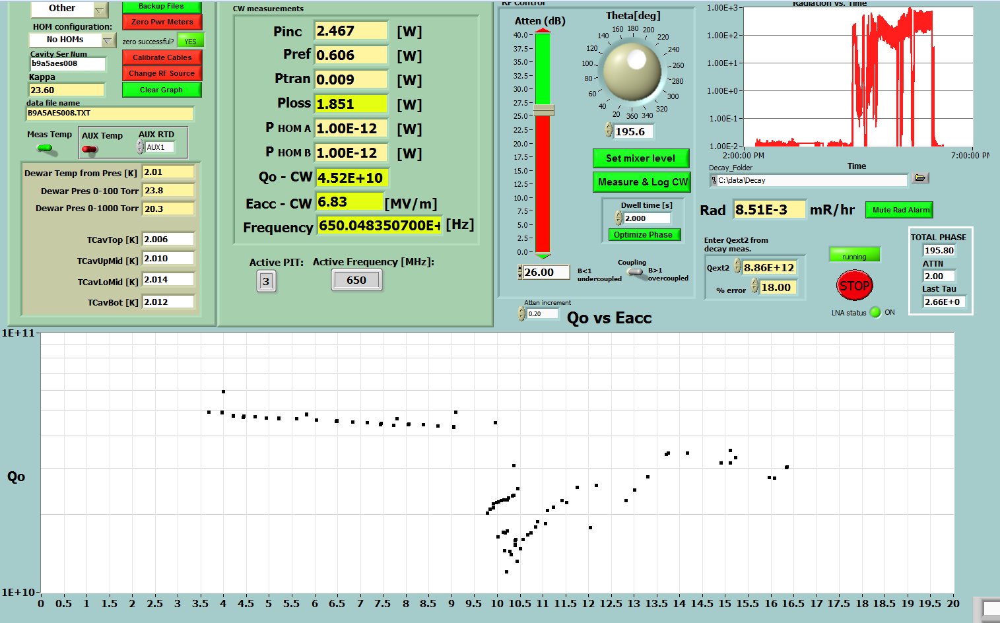 Other
Backup Files
Zero Pwr Meters
HOM configuration:
No HOMs
zero successful?
YES
Cavity Ser Num
b9a5aes008
Calibrate Cables
Change RF Source
Kappa
23.60
Clear Graph
data file name
B9A5AES008.TXT
Meas Temp
AUX Temp
AUX RTD
AUX1
Dewar Temp from Pres [K] 2.01
Dewar Pres 0-100 Torr 23.8
Dewar Pres 0-1000 Torr 20.3
TCavTop [K] 2.006
TCavUpMid [K] 2.010
TCavLoMid [K] 2.014
TCavBot [K] 2.012
CW measurements
Pinc 2.467 [W]
Pref 0.606 [W]
Ptran 0.009 [W]
Ploss 1.851 [W]
P HOM A 1.00E-12 [W]
P HOM B 1.00E-12 [W]
Qo - CW 4.52E+10
Eacc - CW 6.83 [MV/m]
Frequency 650.048350700E+ [Hz]
Active PIT: Active Frequency [MHz]:
3 650
RF Control
Atten (dB)
40.0
37.5
35.0
32.5
30.0
27.5
25.0
22.5
20.0
17.5
15.0
12.5
10.0
7.5
5.0
2.5
0.0
26.00
Atten increment
0.20
Theta[deg]
20 40 60 80 100 120 140 160 180 200 220 240 260 280 300 320 340 360
195.6
Set mixer level
Measure & Log CW
Dwell time [s]
2.000
Optimize Phase
Coupling
B<1
undercoupled
B>1
overcoupled
Radiation vs. Time
1.00E+3
1.00E+2
1.00E+1
1.00E+0
1.00E-1
1.00E-2
2:00:00 PM 7:00:00 PM
Time
Decay_Folder
C:\data\Decay
Rad 8.51E-3 mR/hr
Mute Rad Alarm
Enter Qext2 from
decay meas.
Qext2 8.86E+12
% error 18.00
running
STOP
LNA status ON
TOTAL PHASE
195.80
ATTN
2.00
Last Tau
2.66E+0
Qo vs Eacc
1E+11
Qo
1E+10
0 0.5 1 1.5 2 2.5 3 3.5 4 4.5 5 5.5 6 6.5 7 7.5 8 8.5 9 9.5 10 10.5 11 11.5 12 12.5 13 13.5 14 14.5 15 15.5 16 16.5 17 17.5 18 18.5 19 19.5 20